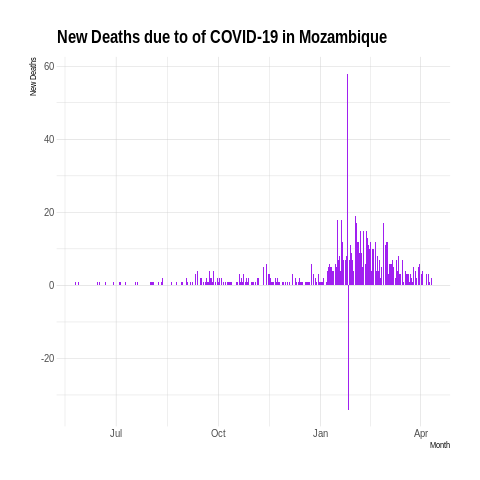 New Deaths due to of COVID-19 in Mozambique
New Deaths
60
40
20
0
-20
Jul Oct Jan Apr
Month